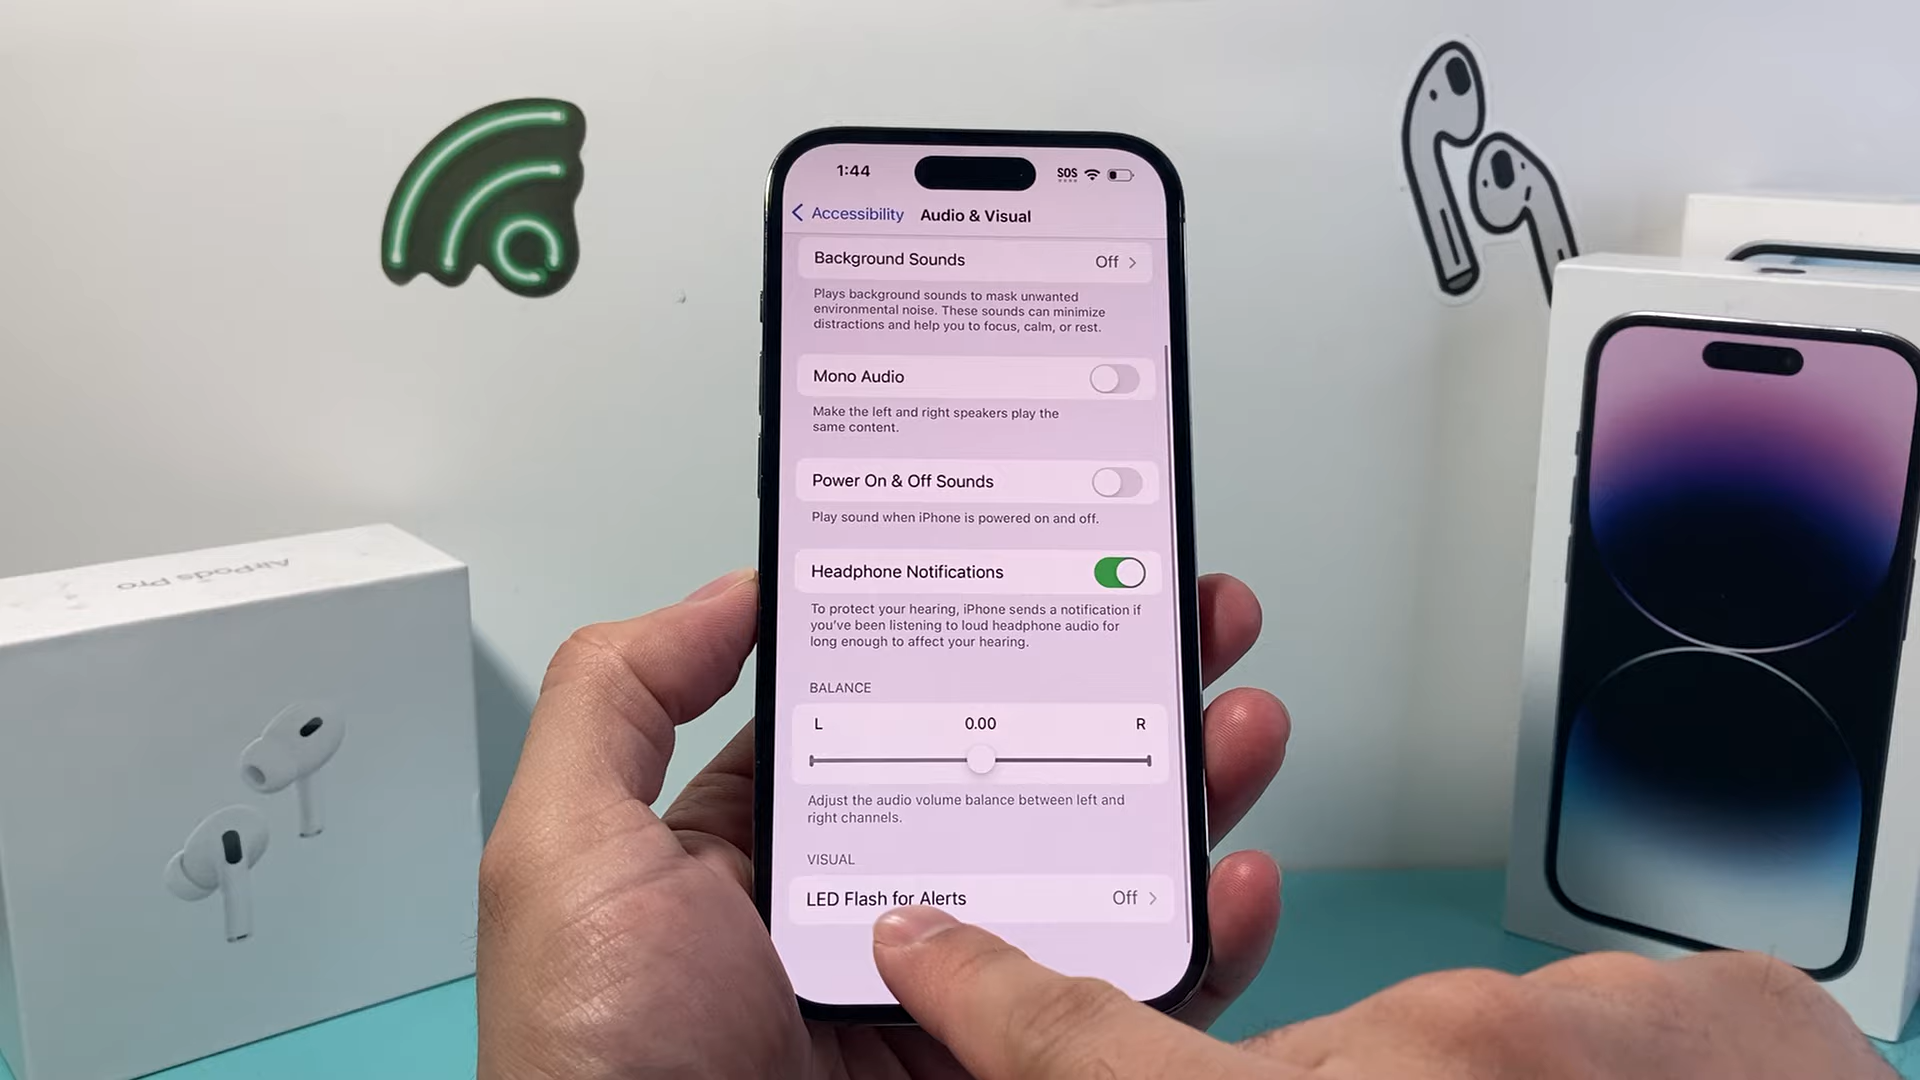 1:44
SOS
Accessibility
Audio & Visual
Background Sounds
Off
Plays background sounds to mask unwanted
environmental noise. These sounds can minimize
distractions and help you to focus, calm, or rest.
Mono Audio
Make the left and right speakers play the
same content.
Power On & Off Sounds
Play sound when iPhone is powered on and off.
Headphone Notifications
To protect your hearing, iPhone sends a notification if
you've been listening to loud headphone audio for
long enough to affect your hearing.
BALANCE
L
0.00
R
Adjust the audio volume balance between left and
right channels.
VISUAL
LED Flash for Alerts
Off
AirPods Pro